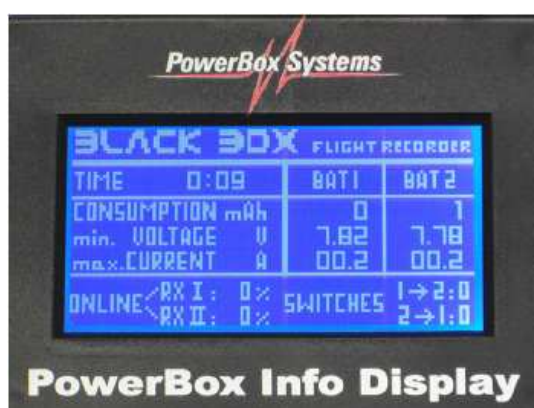 PowerBox Systems
BLACK BOX FLIGHT RECORDER
TIME 0:09 BAT1 BAT2
CONSUMPTION mAh 0 1
min. VOLTAGE V 7.82 7.78
max.CURRENT A 00.2 00.2
ONLINE RX I: 0% SWITCHES 1→2:0
RX II: 0% 2→1:0
PowerBox Info Display